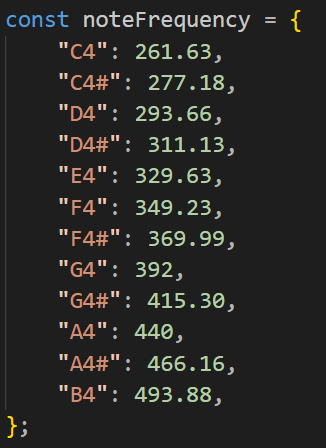 const noteFrequency = {
    "C4": 261.63,
    "C4#": 277.18,
    "D4": 293.66,
    "D4#": 311.13,
    "E4": 329.63,
    "F4": 349.23,
    "F4#": 369.99,
    "G4": 392,
    "G4#": 415.30,
    "A4": 440,
    "A4#": 466.16,
    "B4": 493.88,
};